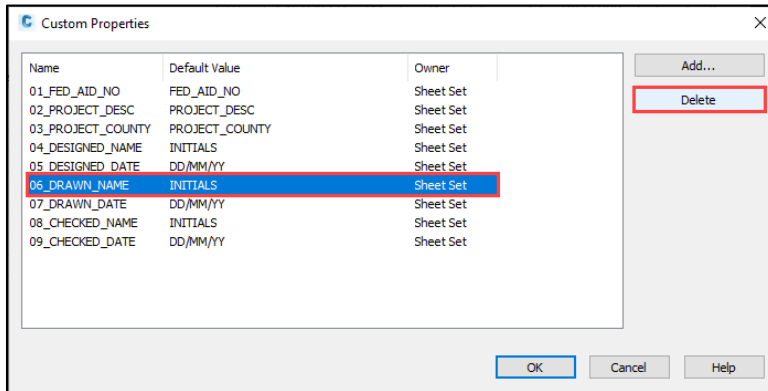 C Custom Properties
Name Default Value Owner
01_FED_AID_NO FED_AID_NO Sheet Set
02_PROJECT_DESC PROJECT_DESC Sheet Set
03_PROJECT_COUNTY PROJECT_COUNTY Sheet Set
04_DESIGNED_NAME INITIALS Sheet Set
05_DESIGNED_DATE DD/MM/YY Sheet Set
06_DRAWN_NAME INITIALS Sheet Set
07_DRAWN_DATE DD/MM/YY Sheet Set
08_CHECKED_NAME INITIALS Sheet Set
09_CHECKED_DATE DD/MM/YY Sheet Set
Add...
Delete
OK Cancel Help